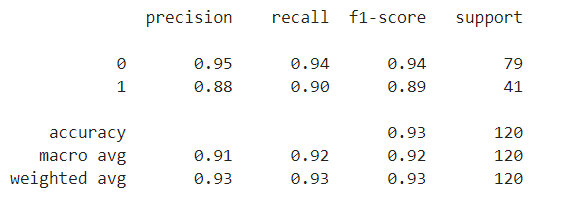 precision recall f1-score support
0 0.95 0.94 0.94 79
1 0.88 0.90 0.89 41
accuracy 0.93 120
macro avg 0.91 0.92 0.92 120
weighted avg 0.93 0.93 0.93 120